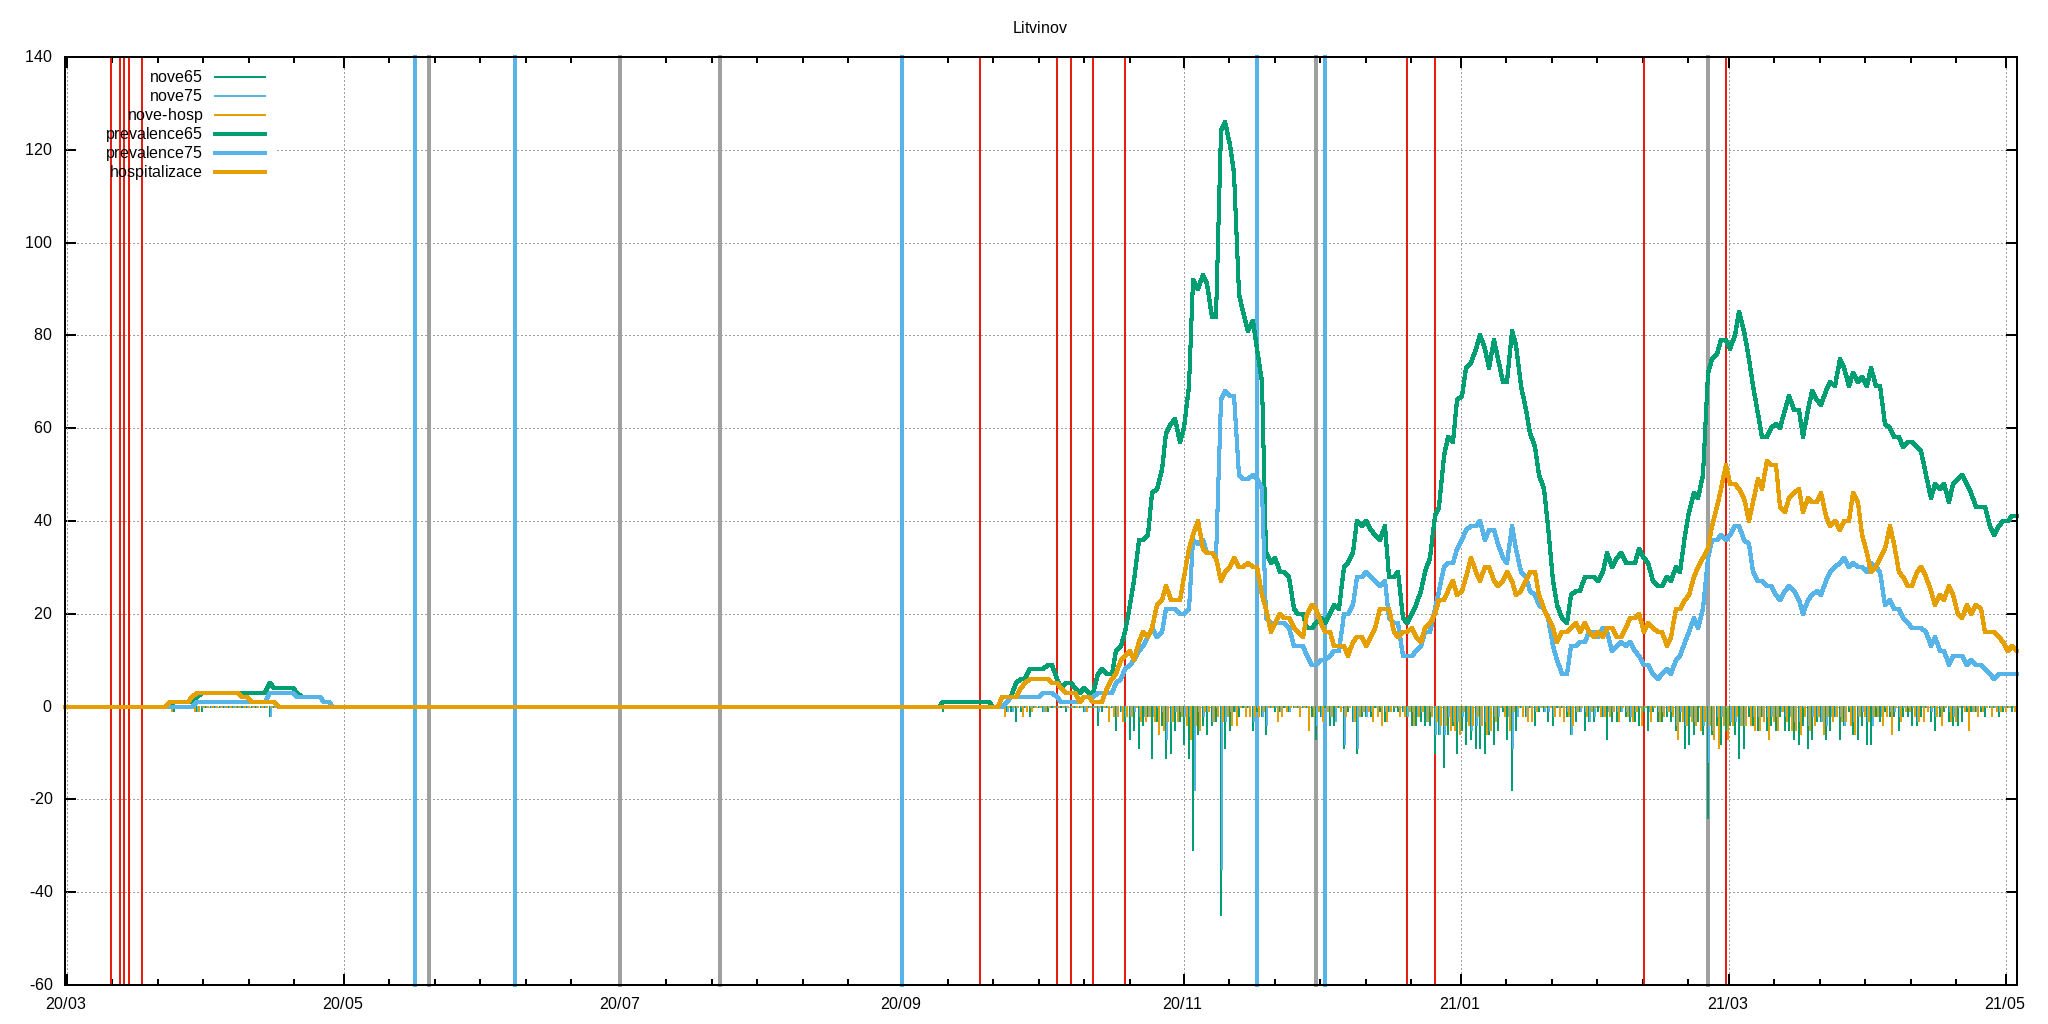 Litvinov
140
120
100
80
60
40
20
0
-20
-40
-60
nove65
nove75
nove-hosp
prevalence65
prevalence75
hospitalizace
20/03 20/05 20/07 20/09 20/11 21/01 21/03 21/05